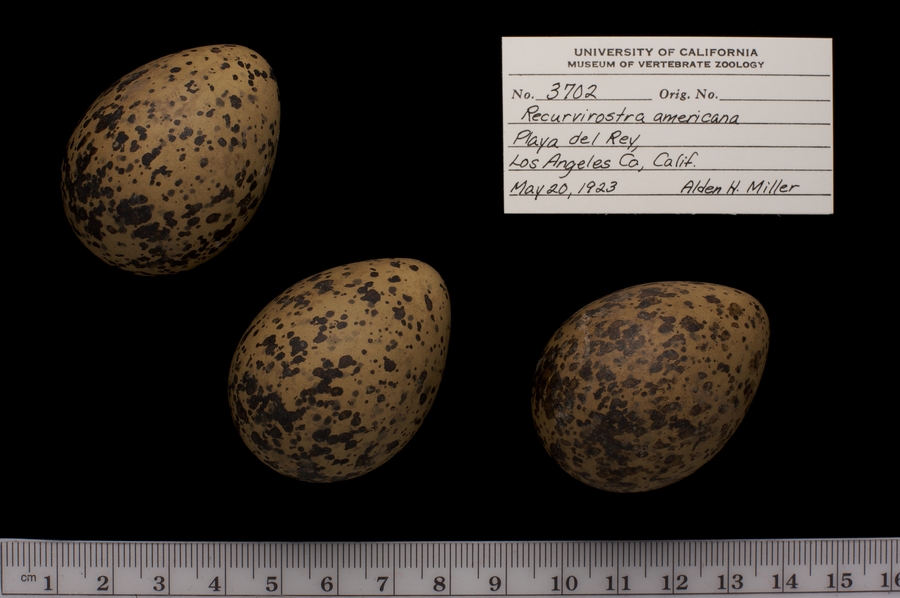 UNIVERSITY OF CALIFORNIA
MUSEUM OF VERTEBRATE ZOOLOGY
No. 3702 Orig. No.
Recurvirostra americana
Playa del Rey,
Los Angeles Co, Calif.
May 20, 1923 Alden H. Miller
cm 1 2 3 4 5 6 7 8 9 10 11 12 13 14 15 16